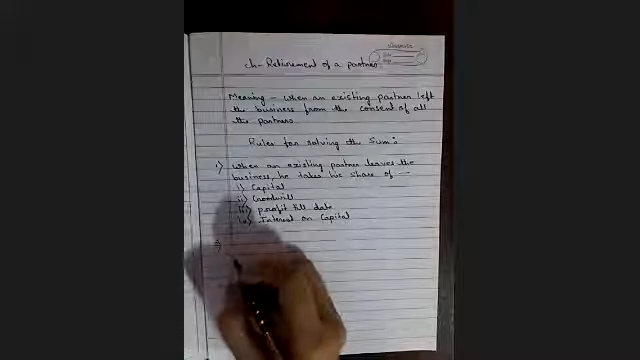 ch-Retirement of a partner.
Meaning - When an existing partner left
the business from the consent of all
the partners
Rules for solving the sum:
1) When an existing partner leaves the
business, he takes his share of —
i) Capital
ii) Goodwill
iii) profit till date
iv) Interest on Capital
2)